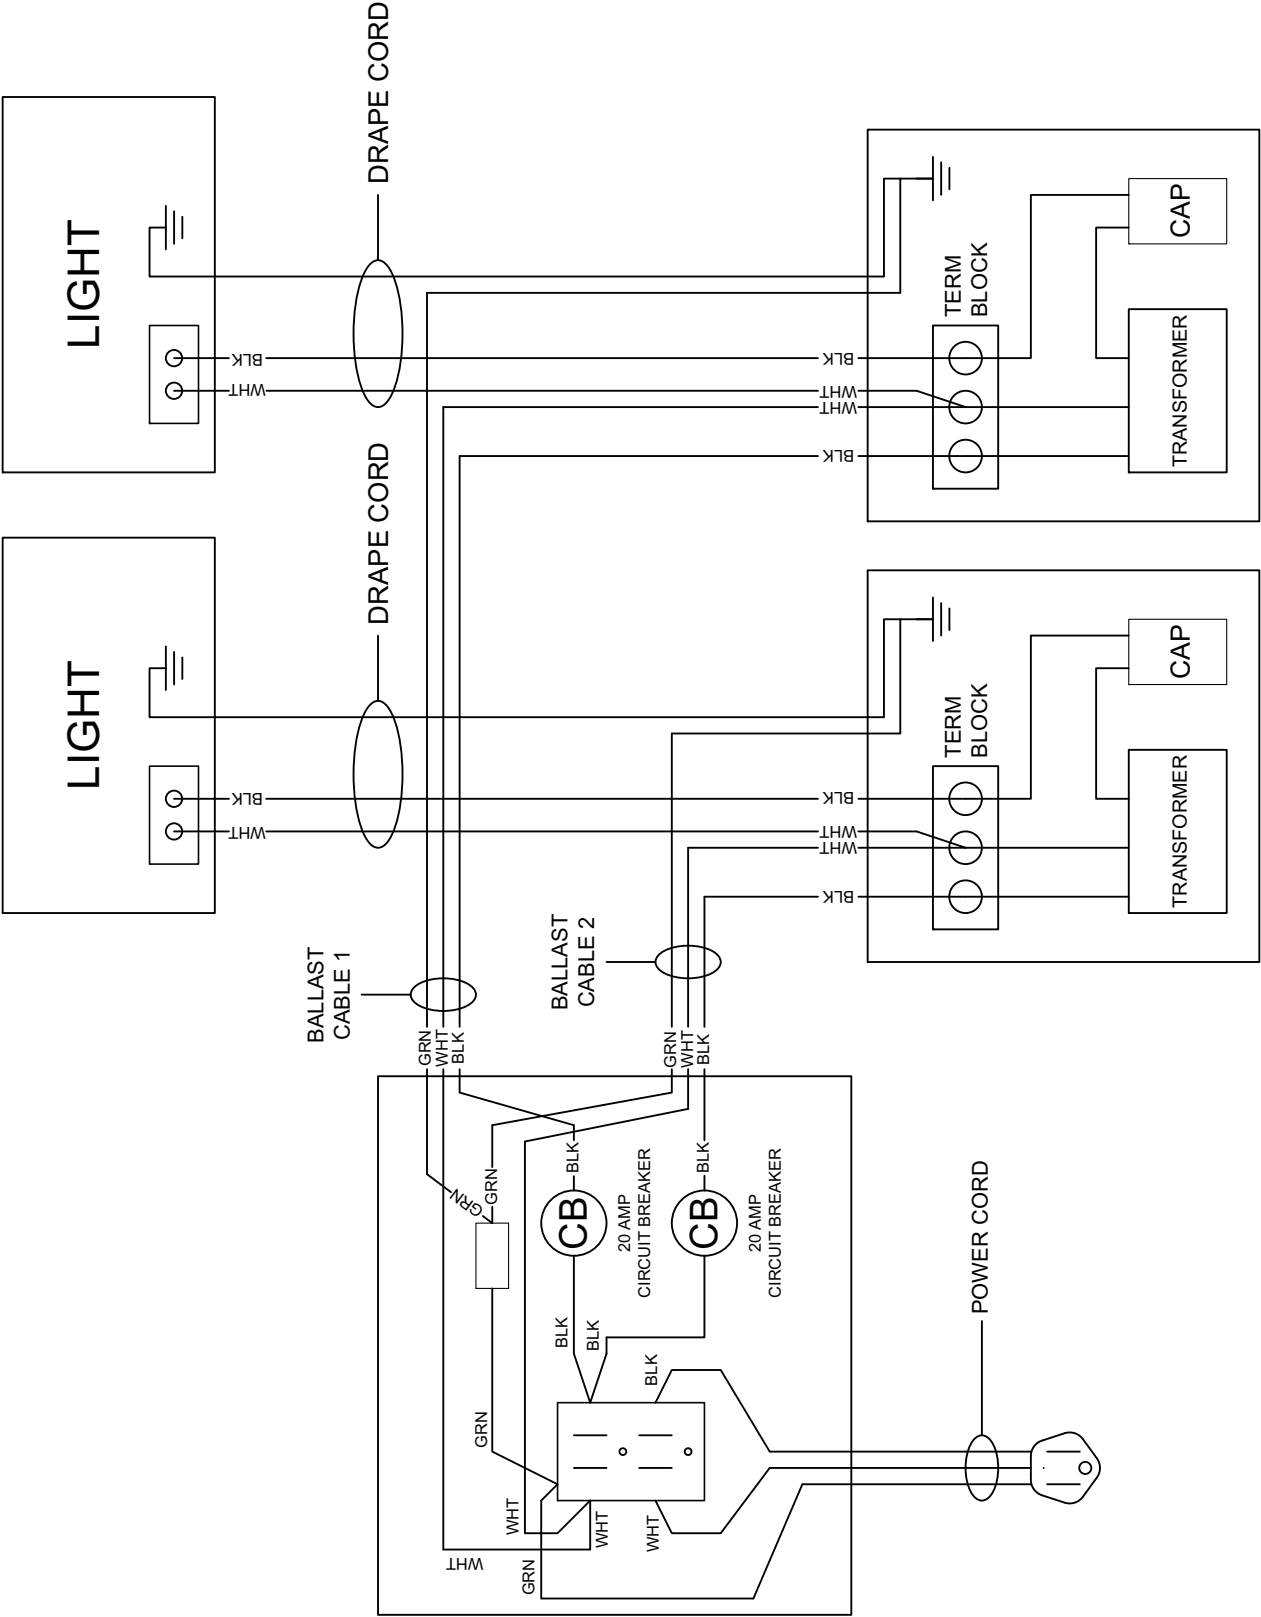 LIGHT
BLK
WHT
DRAPE CORD
LIGHT
BLK
WHT
DRAPE CORD
BALLAST
CABLE 1
GRN
WHT
BLK
BALLAST
CABLE 2
GRN
WHT
BLK
BLK
WHT
WHT
BLK
TERM
BLOCK
CAP
TRANSFORMER
BLK
WHT
WHT
BLK
TERM
BLOCK
CAP
TRANSFORMER
GRN
GRN
BLK
CB
20 AMP
CIRCUIT BREAKER
BLK
CB
20 AMP
CIRCUIT BREAKER
BLK
BLK
BLK
GRN
WHT
WHT
WHT
WHT
GRN
POWER CORD